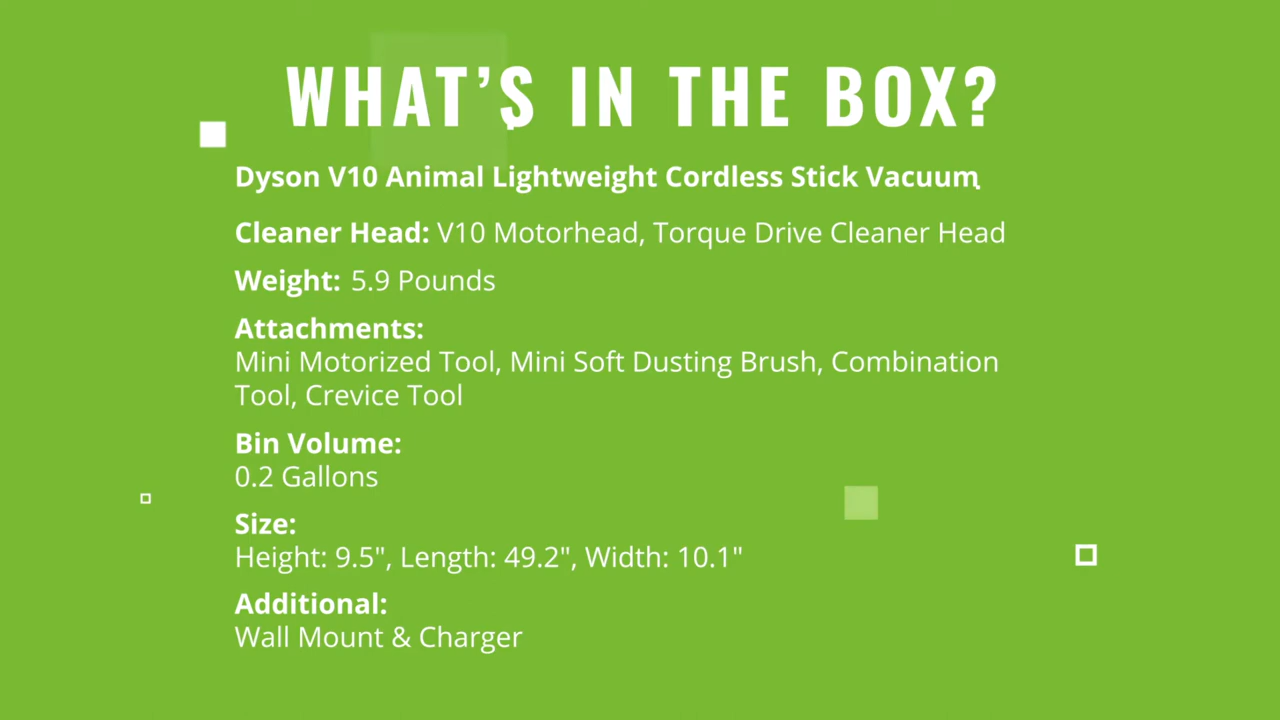 WHAT'S IN THE BOX?
Dyson V10 Animal Lightweight Cordless Stick Vacuum
Cleaner Head: V10 Motorhead, Torque Drive Cleaner Head
Weight: 5.9 Pounds
Attachments:
Mini Motorized Tool, Mini Soft Dusting Brush, Combination
Tool, Crevice Tool
Bin Volume:
0.2 Gallons
Size:
Height: 9.5", Length: 49.2", Width: 10.1"
Additional:
Wall Mount & Charger